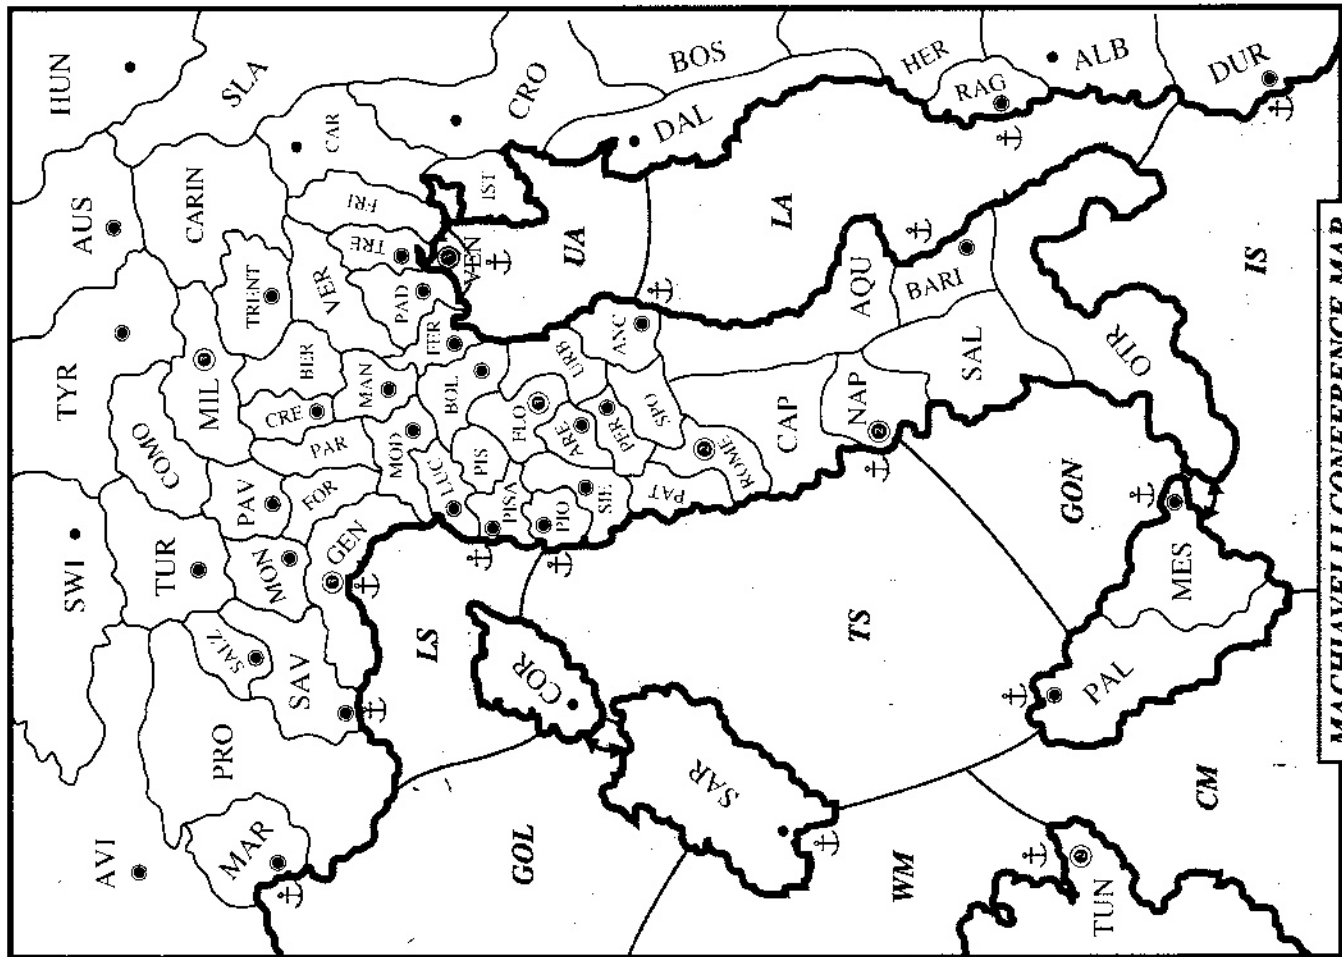 HUN
SLA
CRO
BOS
HER
ALB
DUR
RAG
DAL
CAR
AUS
CARIN
FRI
IST
TRE
VEN
UA
LA
TYR
TRENT
VER
PAD
FER
COMO
MIL
BER
MAN
BOL
URB
ANC
AQU
BARI
IS
CRE
PAR
MOD
FLO
ARE
PER
SPO
CAP
NAP
SAL
OTR
SWI
TUR
PAV
FOR
LUC
PIS
PISA
PIO
SIE
PAT
ROME
MON
GEN
GON
SALZ
SAV
LS
COR
TS
MES
PAL
AVI
PRO
MAR
GOL
SAR
WM
TUN
CM
MACHIAVELLI CONFERENCE MAP